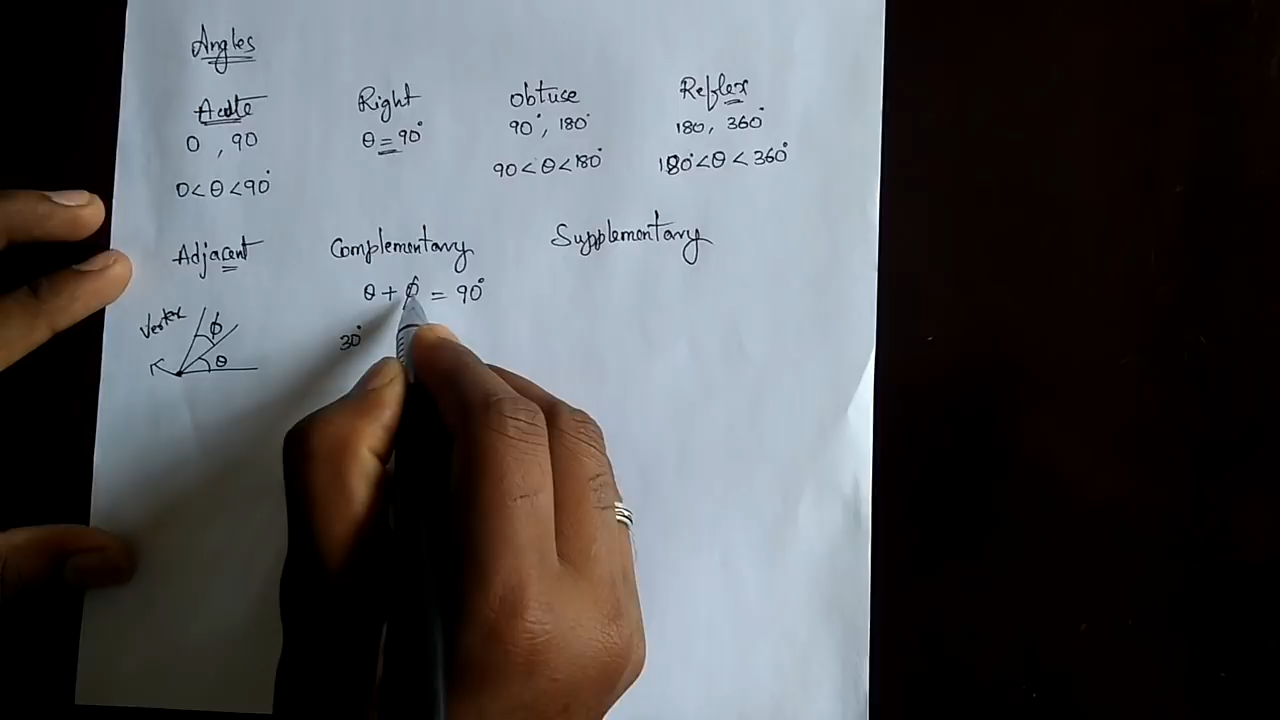 Angles
Acute Right obtuse Reflex
0 , 90 θ = 90° 90°, 180° 180, 360°
0 < θ < 90° 90 < θ < 180° 180° < θ < 360°
Adjacent Complementary Supplementary
θ + ϕ = 90°
Vertex ϕ 30°
θ